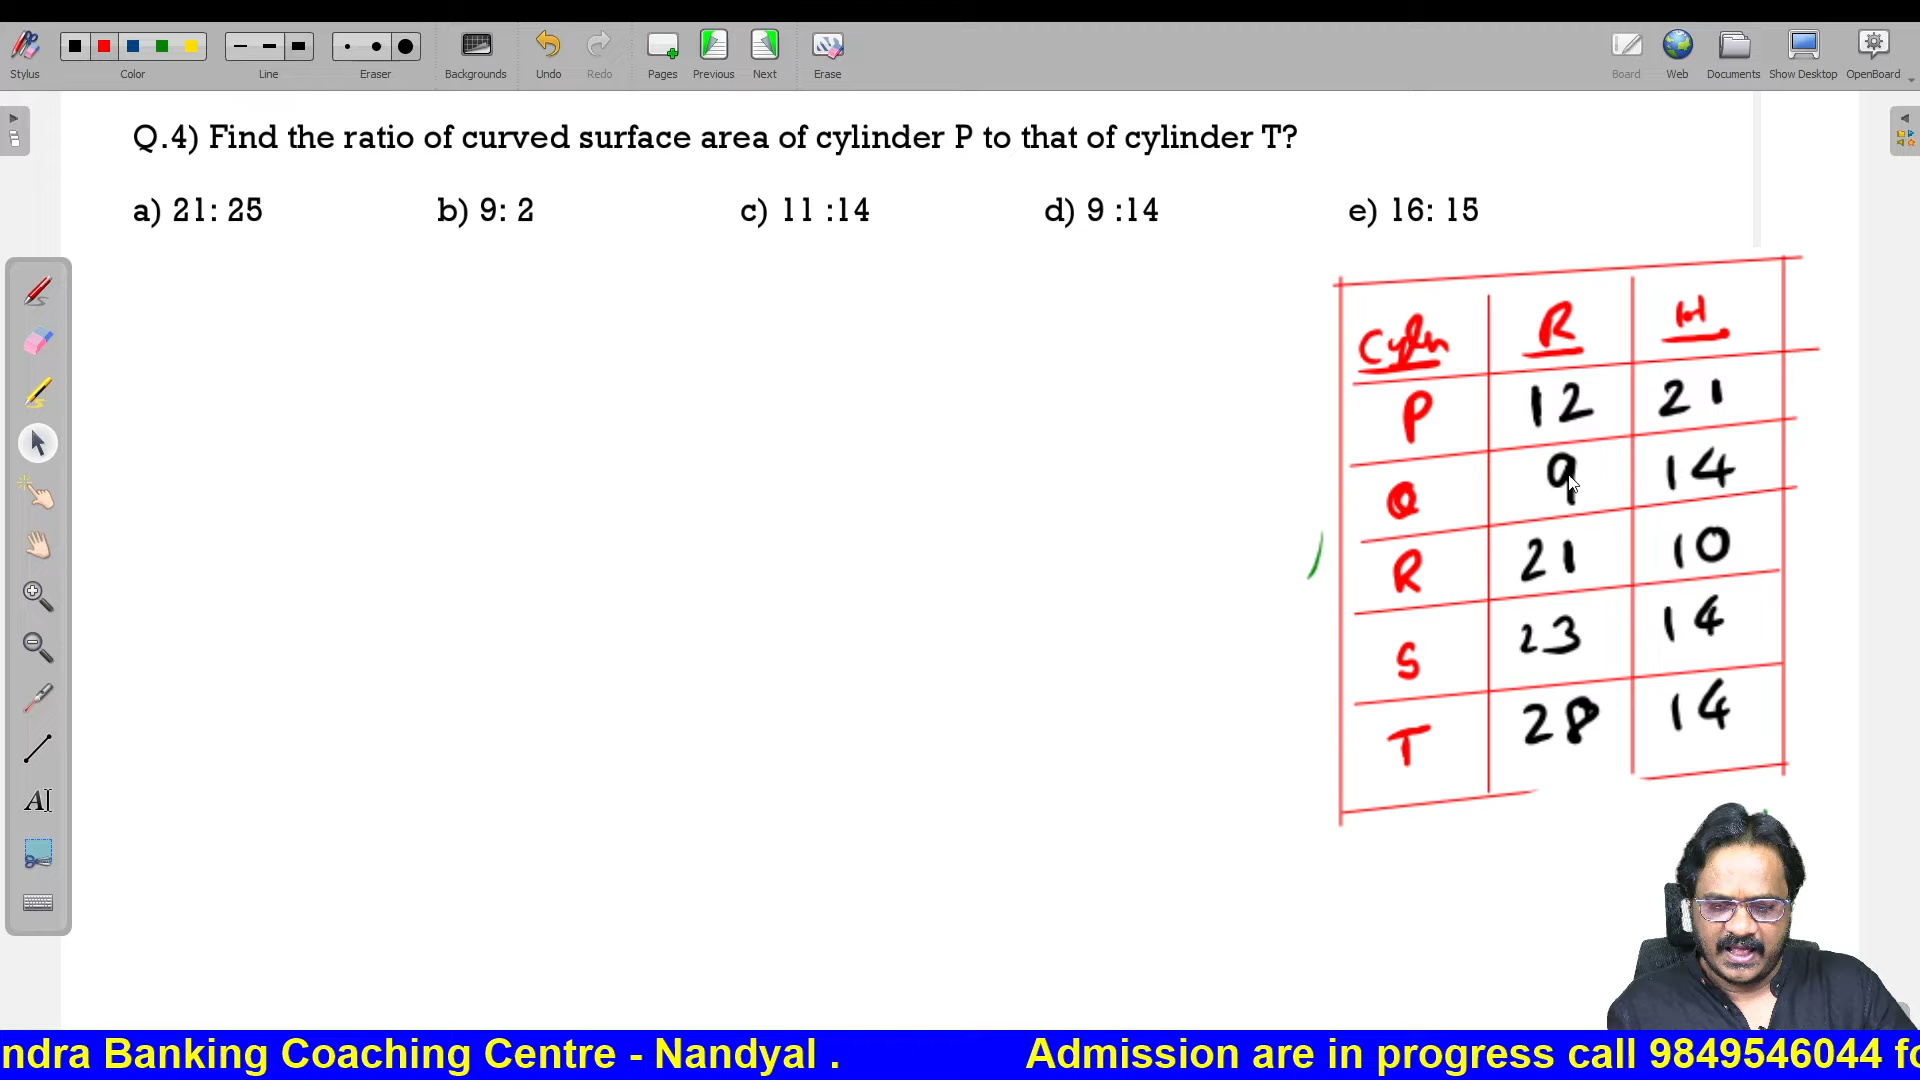 Stylus
Color
Line
Eraser
Backgrounds
Undo
Redo
Pages
Previous
Next
Erase
Board
Web
Documents
Show Desktop
OpenBoard
Q.4) Find the ratio of curved surface area of cylinder P to that of cylinder T?
a) 21: 25 b) 9: 2 c) 11 :14 d) 9 :14 e) 16: 15
R H
P 12 21
Q 9 14
R 21 10
S 23 14
T 28 14
ndra Banking Coaching Centre - Nandyal . Admission are in progress call 9849546044 fo